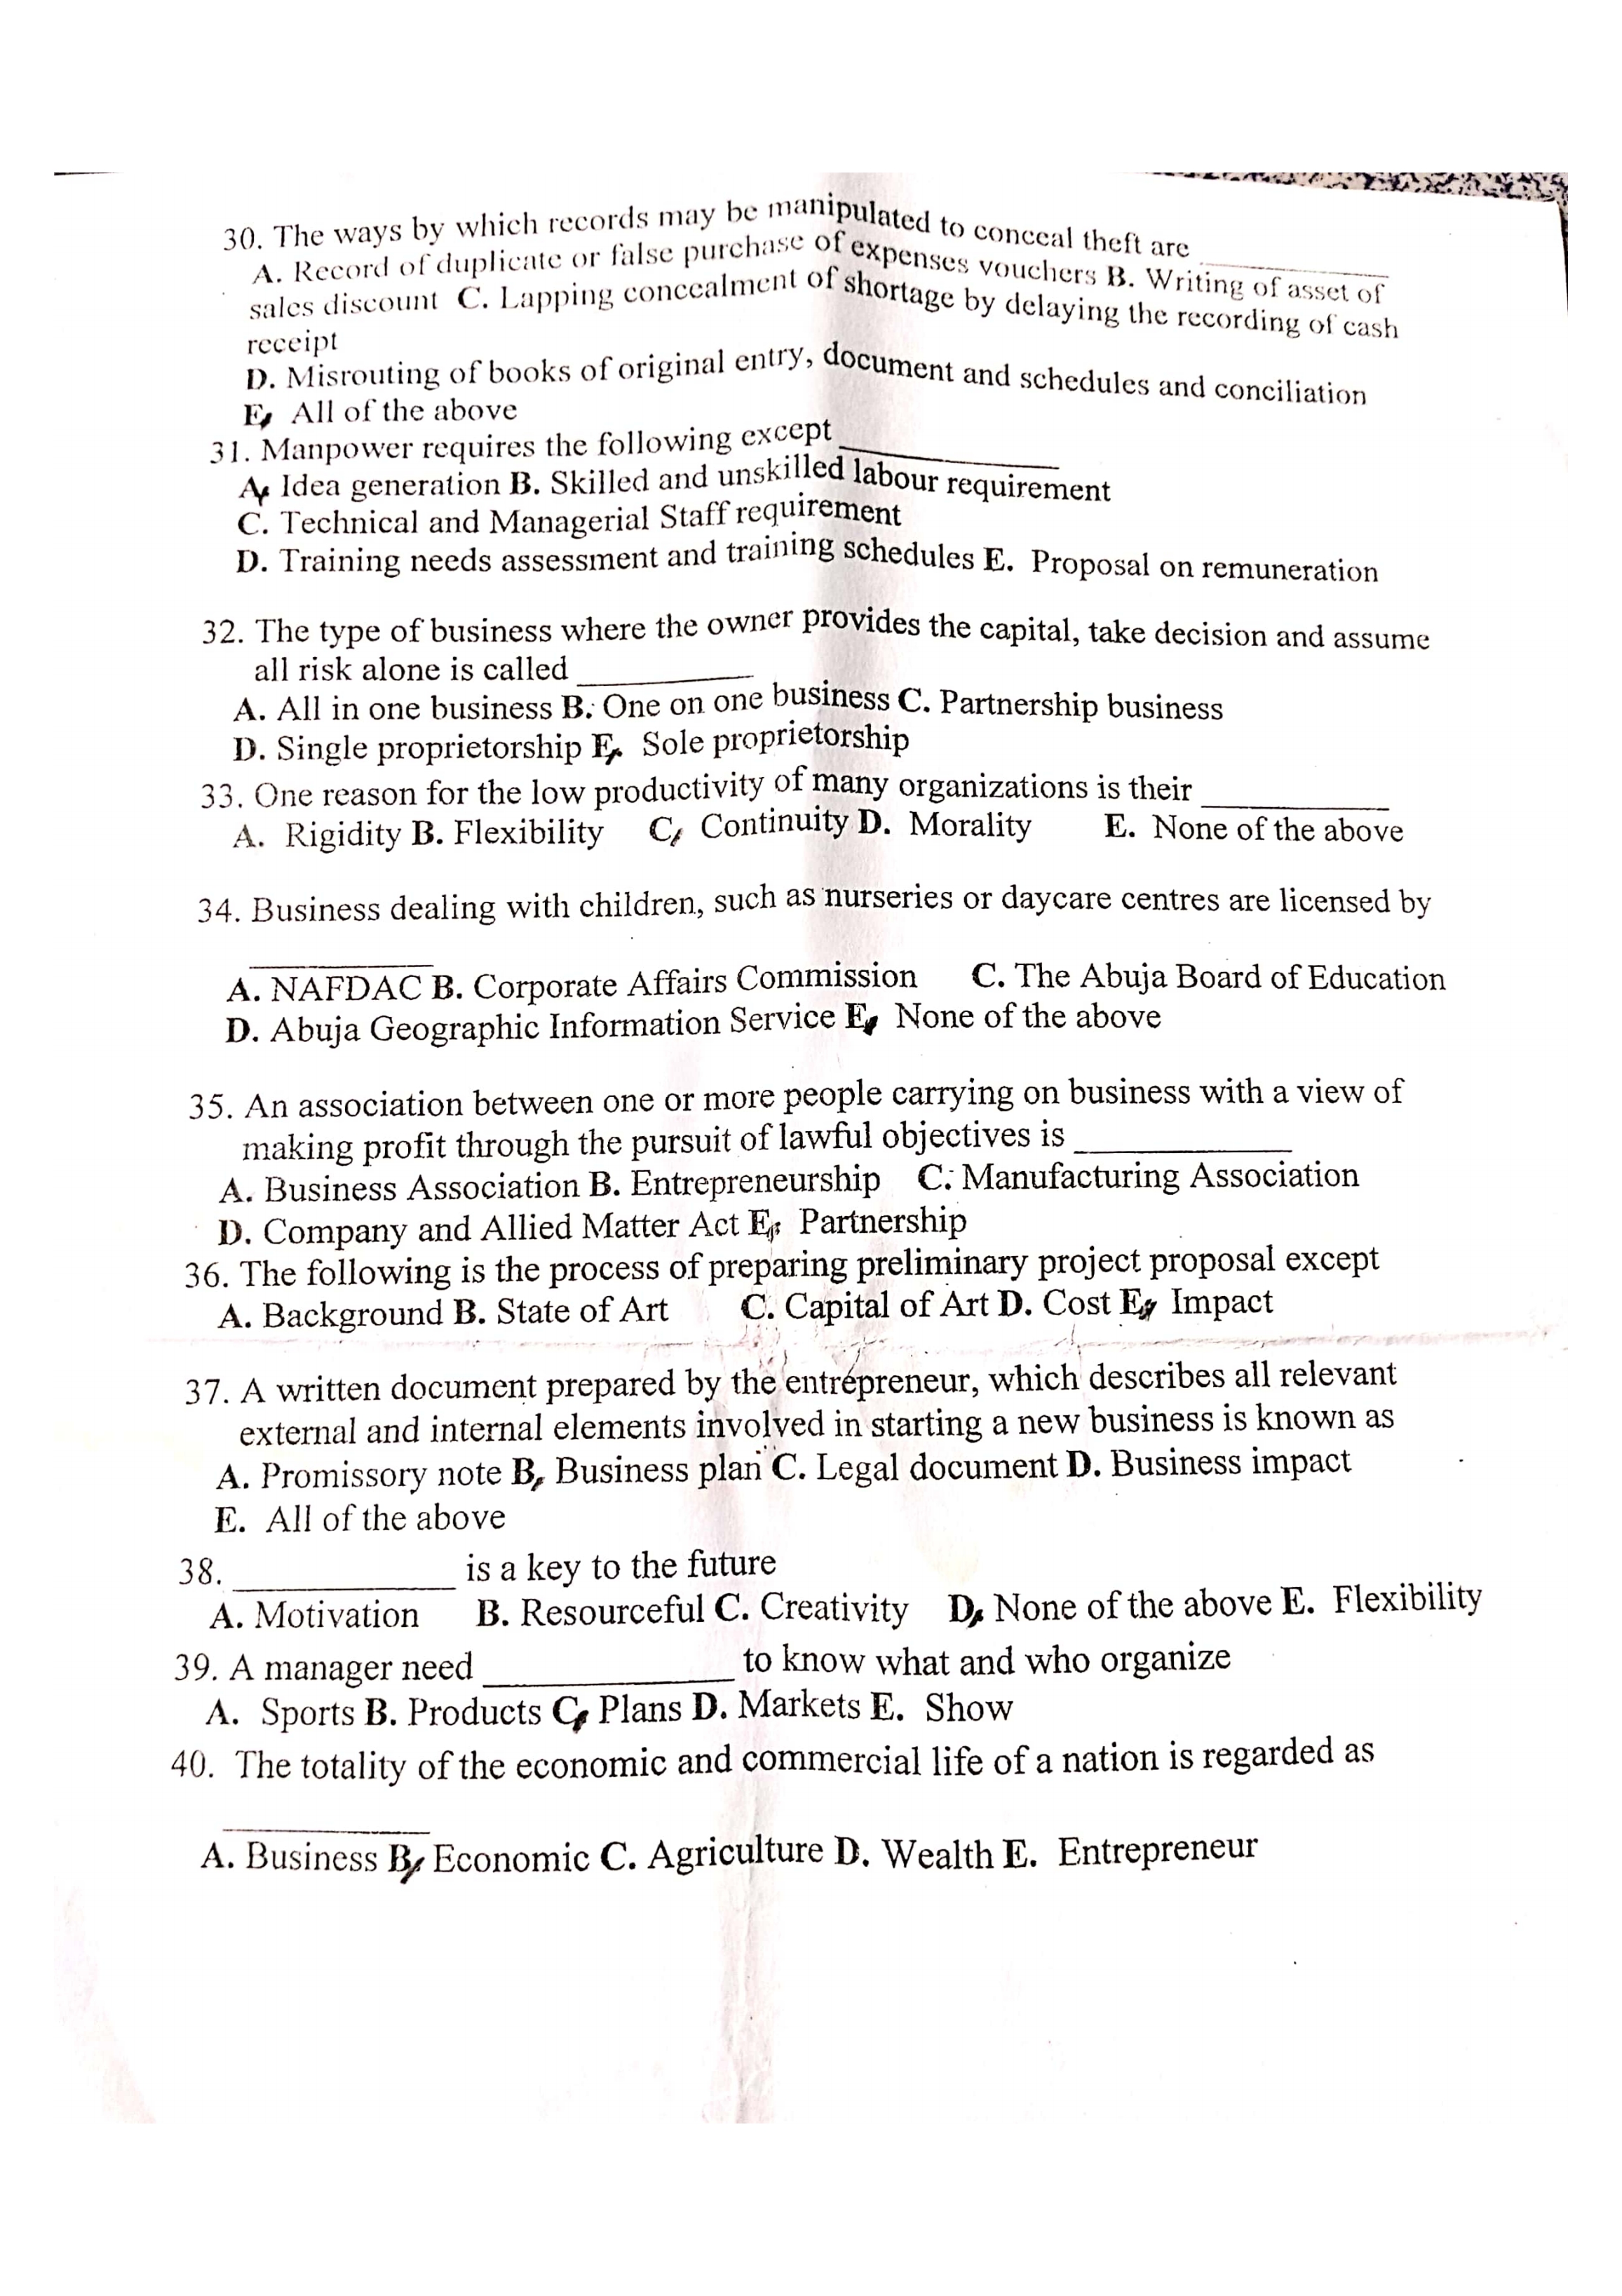 30. The ways by which records may be manipulated to conceal theft are ____________
A. Record of duplicate or false purchase of expenses vouchers B. Writing of asset of
sales discount C. Lapping concealment of shortage by delaying the recording of cash
receipt
D. Misrouting of books of original entry, document and schedules and conciliation
E. All of the above
31. Manpower requires the following except ____________
A. Idea generation B. Skilled and unskilled labour requirement
C. Technical and Managerial Staff requirement
D. Training needs assessment and training schedules E. Proposal on remuneration
32. The type of business where the owner provides the capital, take decision and assume
all risk alone is called ____________
A. All in one business B. One on one business C. Partnership business
D. Single proprietorship E. Sole proprietorship
33. One reason for the low productivity of many organizations is their ____________
A. Rigidity B. Flexibility C. Continuity D. Morality E. None of the above
34. Business dealing with children, such as nurseries or daycare centres are licensed by
____________
A. NAFDAC B. Corporate Affairs Commission C. The Abuja Board of Education
D. Abuja Geographic Information Service E. None of the above
35. An association between one or more people carrying on business with a view of
making profit through the pursuit of lawful objectives is ____________
A. Business Association B. Entrepreneurship C. Manufacturing Association
D. Company and Allied Matter Act E. Partnership
36. The following is the process of preparing preliminary project proposal except
A. Background B. State of Art C. Capital of Art D. Cost E. Impact
37. A written document prepared by the entrepreneur, which describes all relevant
external and internal elements involved in starting a new business is known as
A. Promissory note B. Business plan C. Legal document D. Business impact
E. All of the above
38. ____________ is a key to the future
A. Motivation B. Resourceful C. Creativity D. None of the above E. Flexibility
39. A manager need ____________ to know what and who organize
A. Sports B. Products C. Plans D. Markets E. Show
40. The totality of the economic and commercial life of a nation is regarded as
____________
A. Business B. Economic C. Agriculture D. Wealth E. Entrepreneur